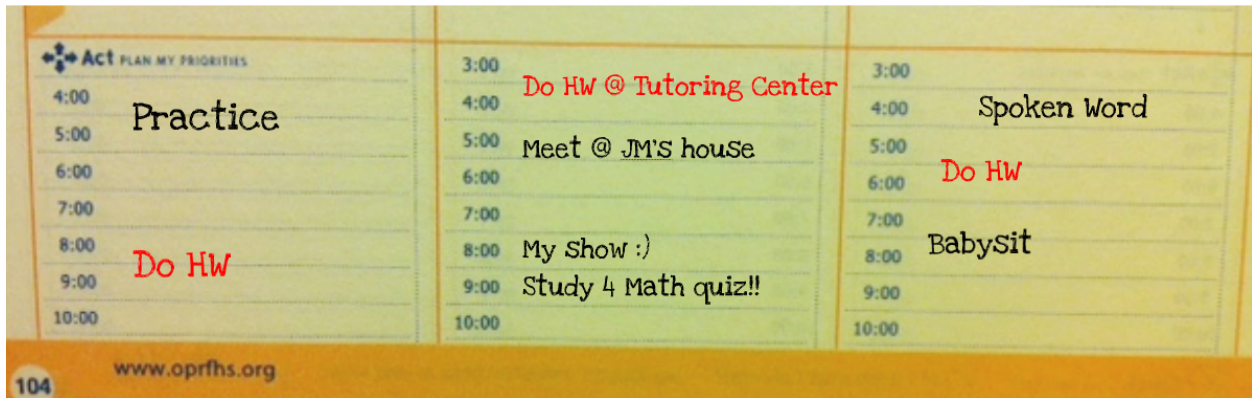 Act PLAN MY PRIORITIES
4:00
Practice
5:00
6:00
7:00
8:00
Do HW
9:00
10:00
3:00
Do HW @ Tutoring Center
4:00
5:00 Meet @ JM's house
6:00
7:00
8:00 My show :)
9:00 Study 4 Math quiz!!
10:00
3:00
4:00 Spoken Word
5:00
Do HW
6:00
7:00
Babysit
8:00
9:00
10:00
104
www.oprfhs.org